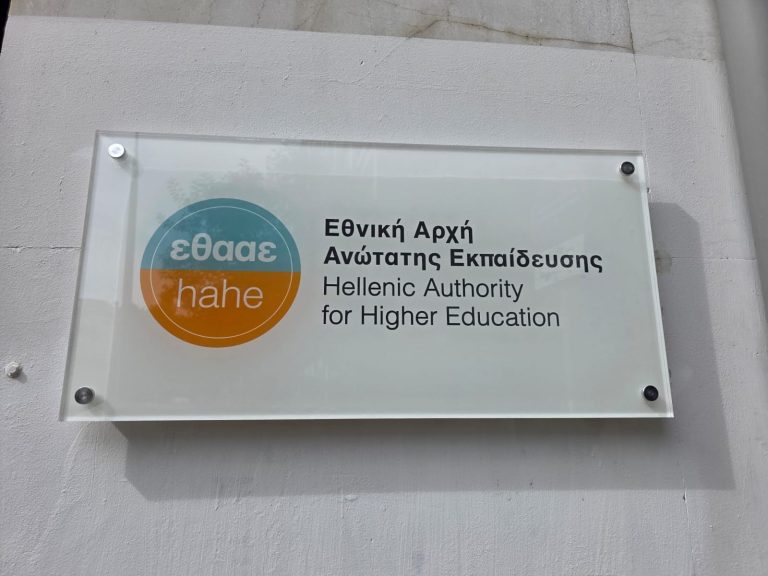 εθααε
hahe
Εθνική Αρχή
Ανώτατης Εκπαίδευσης
Hellenic Authority
for Higher Education